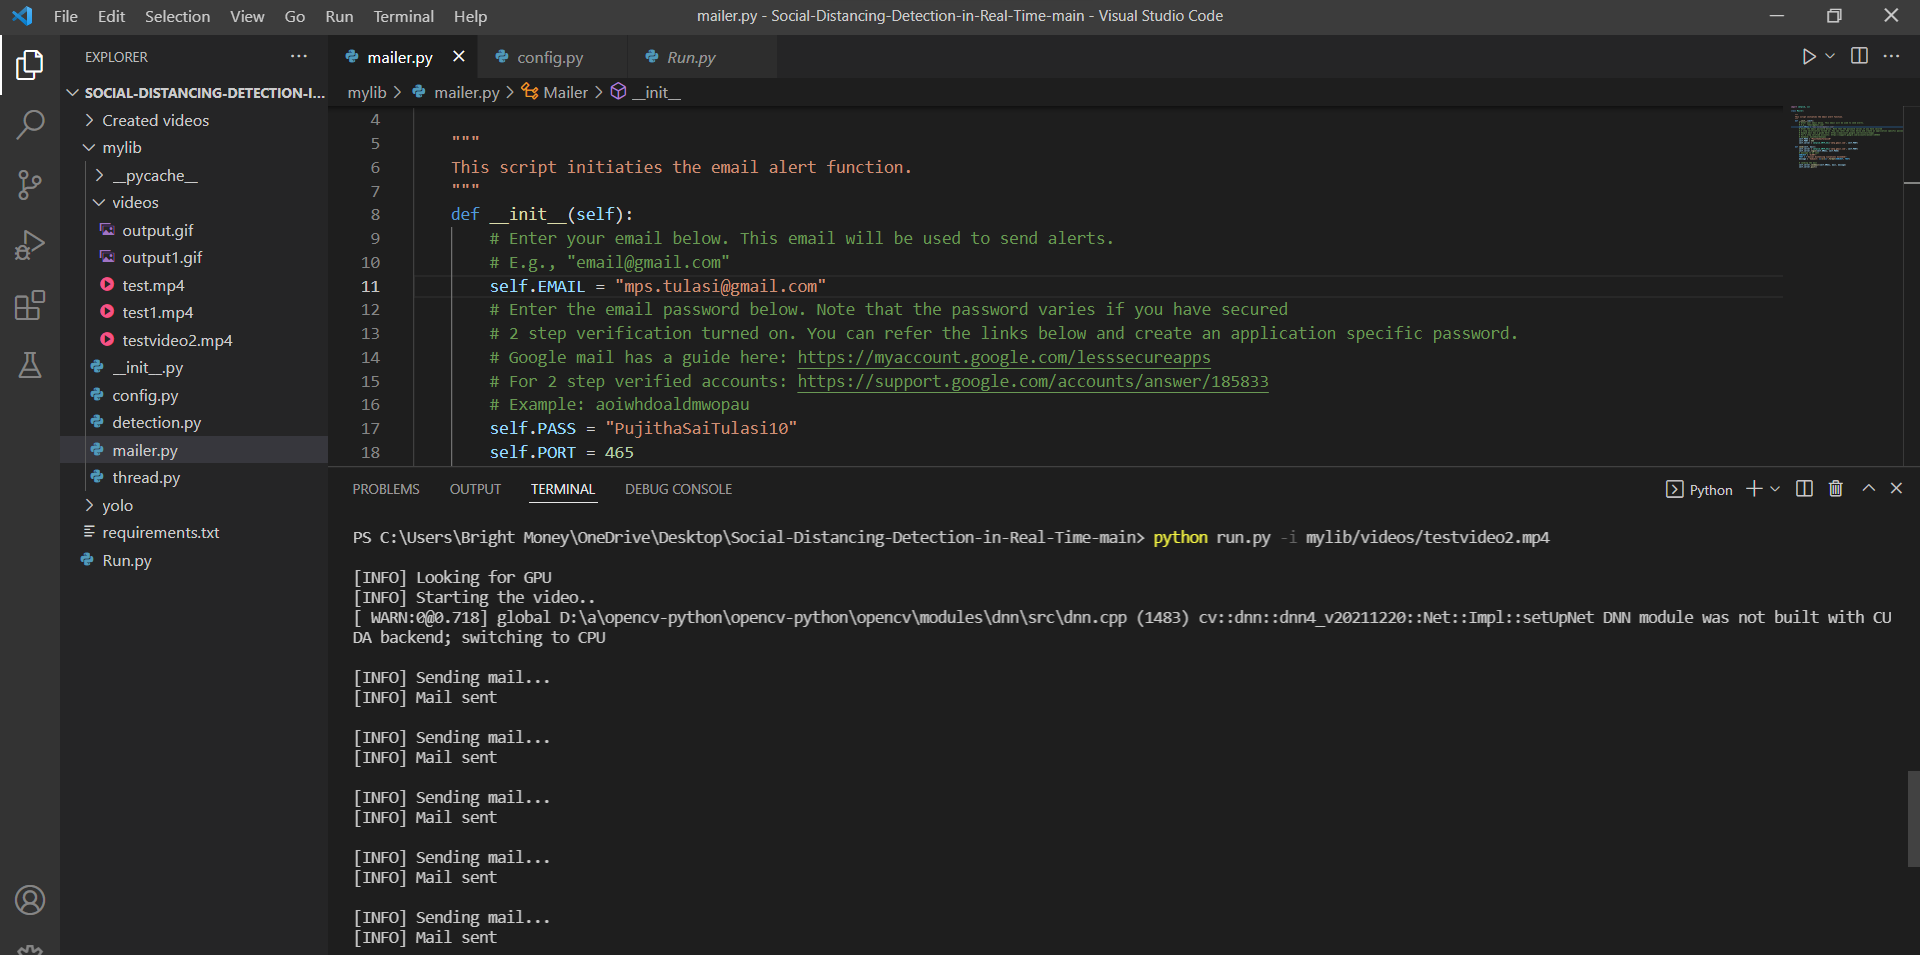 File Edit Selection View Go Run Terminal Help
mailer.py - Social-Distancing-Detection-in-Real-Time-main - Visual Studio Code
EXPLORER
SOCIAL-DISTANCING-DETECTION-I...
Created videos
mylib
__pycache__
videos
output.gif
output1.gif
test.mp4
test1.mp4
testvideo2.mp4
__init__.py
config.py
detection.py
mailer.py
thread.py
yolo
requirements.txt
Run.py
mailer.py config.py Run.py
mylib > mailer.py > Mailer > __init__
4
5 """
6 This script initiaties the email alert function.
7 """
8 def __init__(self):
9 # Enter your email below. This email will be used to send alerts.
10 # E.g., "email@gmail.com"
11 self.EMAIL = "mps.tulasi@gmail.com"
12 # Enter the email password below. Note that the password varies if you have secured
13 # 2 step verification turned on. You can refer the links below and create an application specific password.
14 # Google mail has a guide here: https://myaccount.google.com/lesssecureapps
15 # For 2 step verified accounts: https://support.google.com/accounts/answer/185833
16 # Example: aoiwhdoaldmwopau
17 self.PASS = "PujithaSaiTulasi10"
18 self.PORT = 465
PROBLEMS OUTPUT TERMINAL DEBUG CONSOLE
Python
PS C:\Users\Bright Money\OneDrive\Desktop\Social-Distancing-Detection-in-Real-Time-main> python run.py -i mylib/videos/testvideo2.mp4
[INFO] Looking for GPU
[INFO] Starting the video..
[ WARN:0@0.718] global D:\a\opencv-python\opencv-python\opencv\modules\dnn\src\dnn.cpp (1483) cv::dnn::dnn4_v20211220::Net::Impl::setUpNet DNN module was not built with CU
DA backend; switching to CPU
[INFO] Sending mail...
[INFO] Mail sent
[INFO] Sending mail...
[INFO] Mail sent
[INFO] Sending mail...
[INFO] Mail sent
[INFO] Sending mail...
[INFO] Mail sent
[INFO] Sending mail...
[INFO] Mail sent